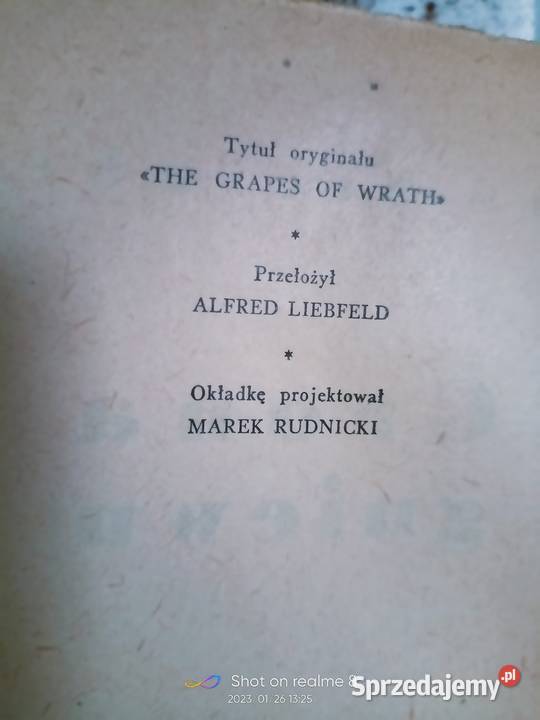 Tytuł oryginału
«THE GRAPES OF WRATH»
*
Przełożył
ALFRED LIEBFELD
*
Okładkę projektował
MAREK RUDNICKI
Shot on realme 8
2023. 01. 26 13:25
Sprzedajemy.pl